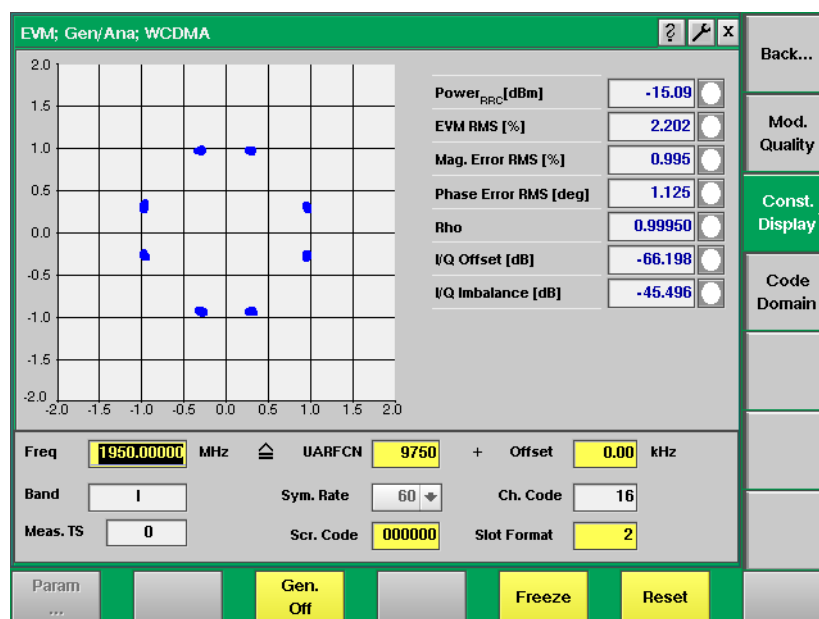 EVM; Gen/Ana; WCDMA ? x
Back...
2.0
1.5
1.0
0.5
0.0
-0.5
-1.0
-1.5
-2.0
-2.0 -1.5 -1.0 -0.5 0.0 0.5 1.0 1.5 2.0
PowerRRC[dBm] -15.09
EVM RMS [%] 2.202
Mag. Error RMS [%] 0.995
Phase Error RMS [deg] 1.125
Rho 0.99950
I/Q Offset [dB] -66.198
I/Q Imbalance [dB] -45.496
Mod.
Quality
Const.
Display
Code
Domain
Freq 1950.00000 MHz ≙ UARFCN 9750 + Offset 0.00 kHz
Band I Sym. Rate 60 Ch. Code 16
Meas. TS 0 Scr. Code 000000 Slot Format 2
Param
...
Gen.
Off
Freeze
Reset